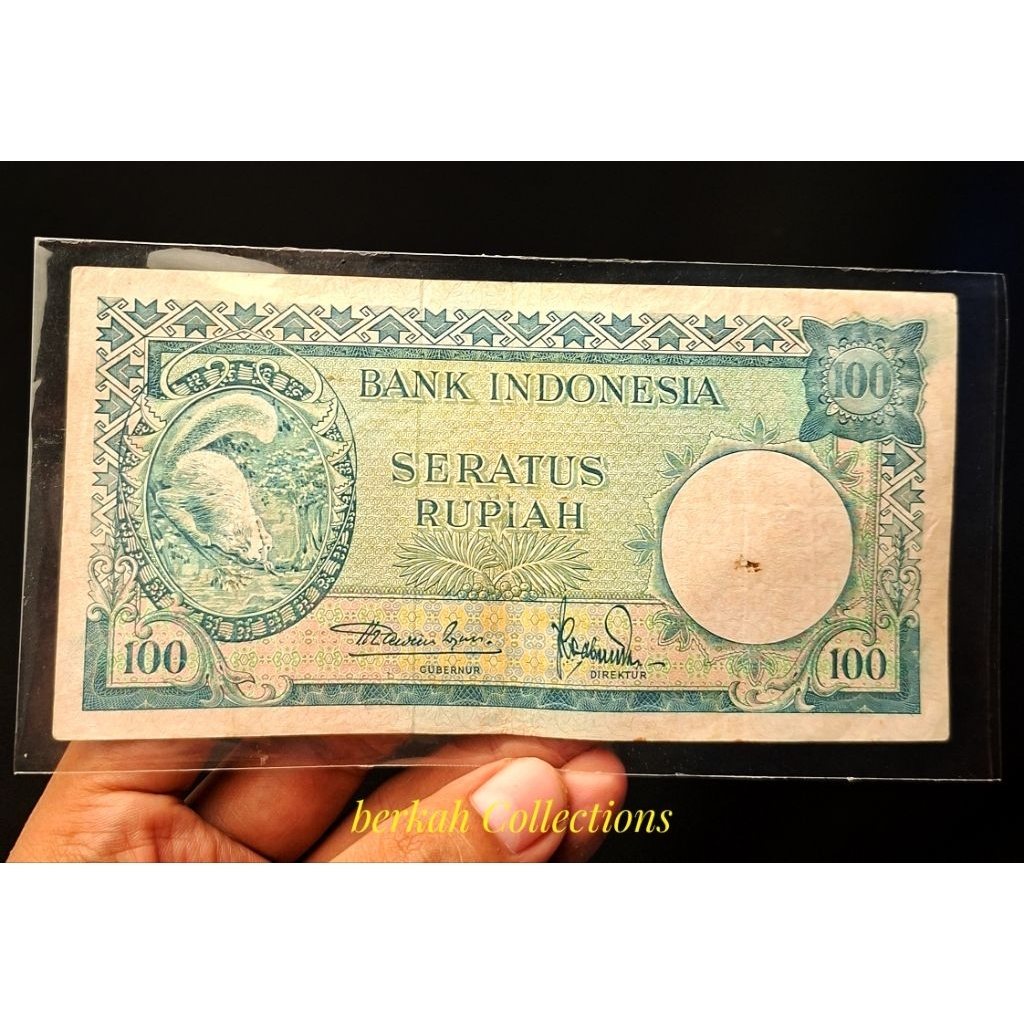 BANK INDONESIA
100
SERATUS
RUPIAH
100
GUBERNUR
DIREKTUR
100
berkah Collections